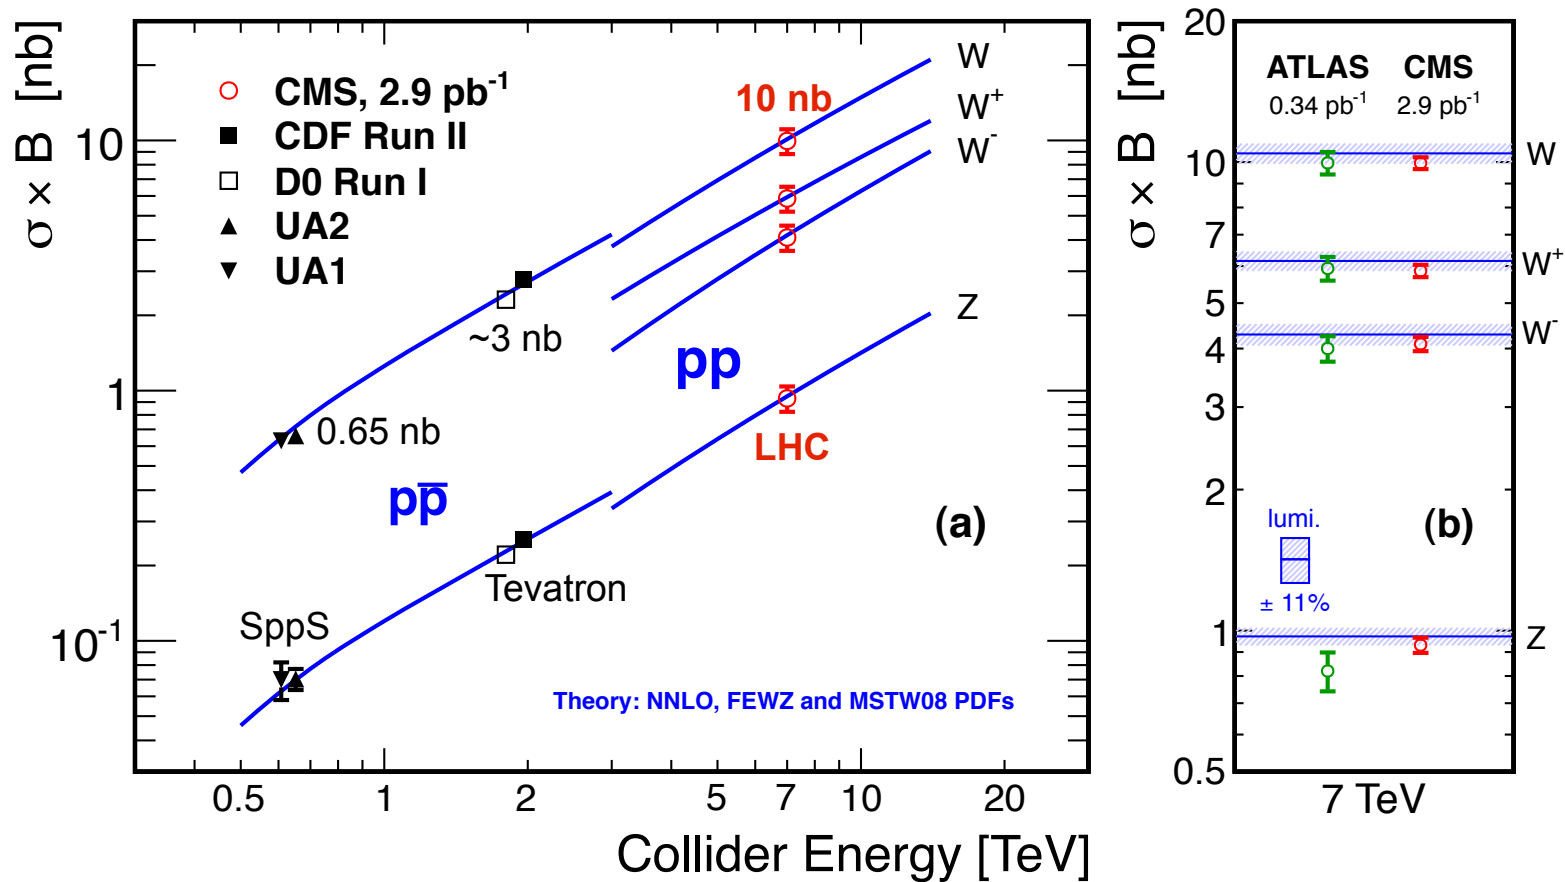 σ × B [nb]
10
1
10⁻¹
CMS, 2.9 pb⁻¹
CDF Run II
D0 Run I
UA2
UA1
10 nb
W
W⁺
W⁻
Z
~3 nb
pp
0.65 nb
LHC
pp̅
(a)
Tevatron
SppS
Theory: NNLO, FEWZ and MSTW08 PDFs
0.5 1 2 5 7 10 20
Collider Energy [TeV]
σ × B [nb]
20
10
7
5
4
3
2
1
0.5
ATLAS CMS
0.34 pb⁻¹ 2.9 pb⁻¹
W
W⁺
W⁻
lumi.
(b)
± 11%
Z
7 TeV